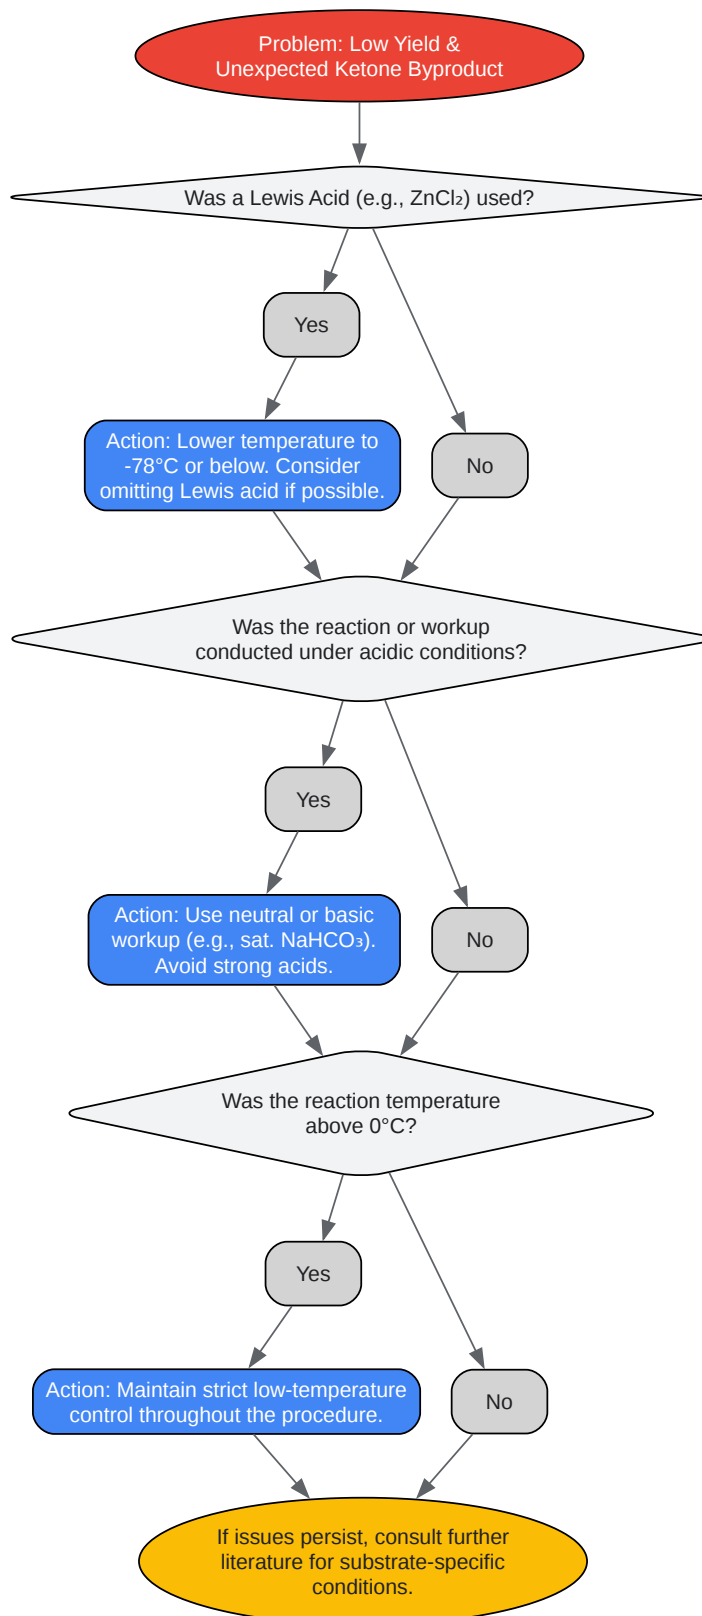 Problem: Low Yield &
Unexpected Ketone Byproduct
Was a Lewis Acid (e.g., ZnCl₂) used?
Yes
Action: Lower temperature to
-78°C or below. Consider
omitting Lewis acid if possible.
No
Was the reaction or workup
conducted under acidic conditions?
Yes
Action: Use neutral or basic
workup (e.g., sat. NaHCO₃).
Avoid strong acids.
No
Was the reaction temperature
above 0°C?
Yes
Action: Maintain strict low-temperature
control throughout the procedure.
No
If issues persist, consult further
literature for substrate-specific
conditions.